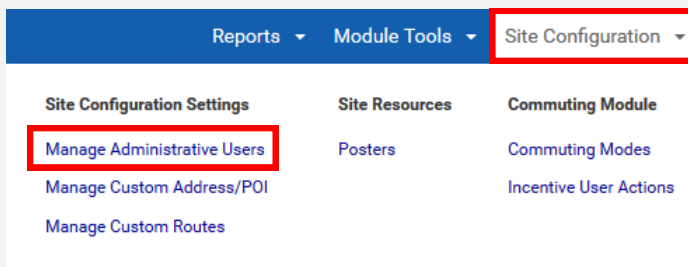 Reports Module Tools Site Configuration
Site Configuration Settings Site Resources Commuting Module
Manage Administrative Users Posters Commuting Modes
Manage Custom Address/POI Incentive User Actions
Manage Custom Routes